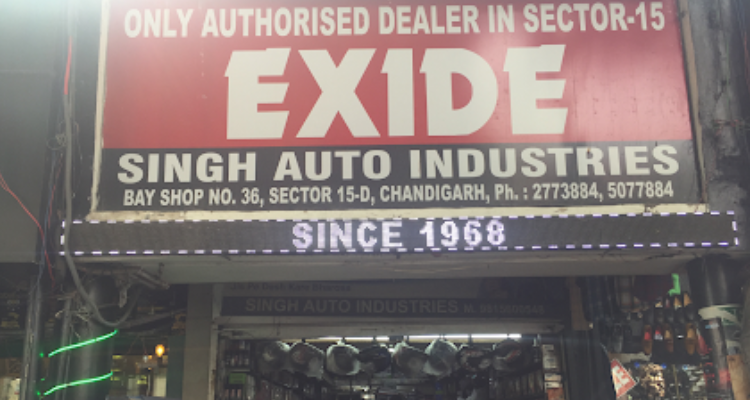 ONLY AUTHORISED DEALER IN SECTOR-15
EXIDE
SINGH AUTO INDUSTRIES
BAY SHOP NO. 36, SECTOR 15-D, CHANDIGARH, Ph. : 2773884, 5077884
SINCE 1968
SINGH AUTO INDUSTRIES